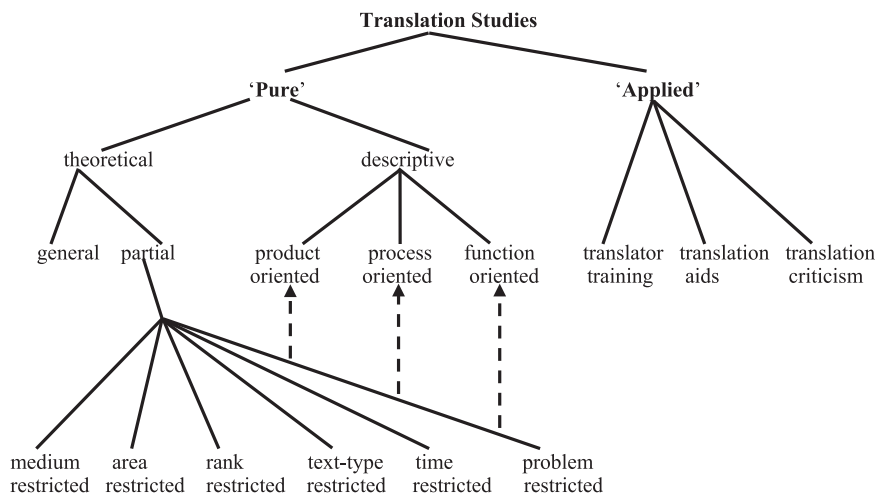 Translation Studies
‘Pure’
‘Applied’
theoretical
descriptive
general
partial
product
oriented
process
oriented
function
oriented
translator
training
translation
aids
translation
criticism
medium
restricted
area
restricted
rank
restricted
text-type
restricted
time
restricted
problem
restricted